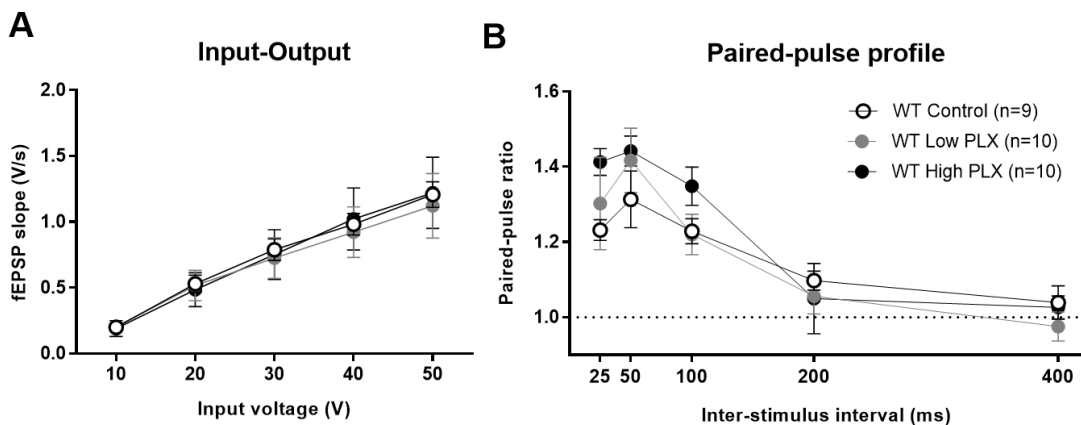 A
Input-Output
fEPSP slope (V/s)
2.0
1.5
1.0
0.5
0.0
10 20 30 40 50
Input voltage (V)
B
Paired-pulse profile
Paired-pulse ratio
1.6
1.4
1.2
1.0
WT Control (n=9)
WT Low PLX (n=10)
WT High PLX (n=10)
25 50 100 200 400
Inter-stimulus interval (ms)